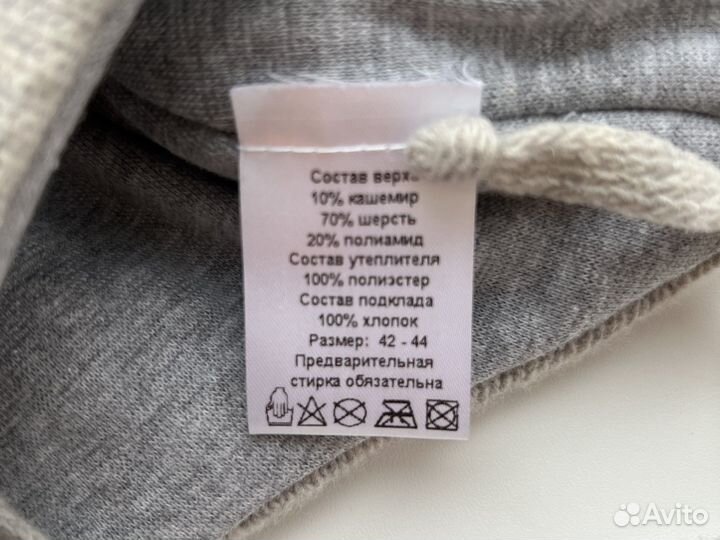 Состав верха
10% кашемир
70% шерсть
20% полиамид
Состав утеплителя
100% полиэстер
Состав подклада
100% хлопок
Размер: 42 - 44
Предварительная
стирка обязательна
Avito